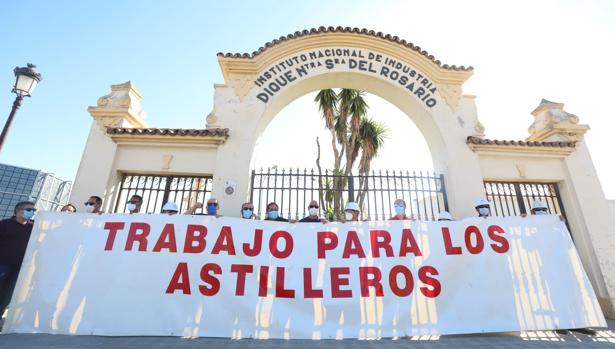 INSTITUTO NACIONAL DE INDUSTRIA
DIQUE Nᵀᴿᴬ Sᴿᴬ DEL ROSARIO
TRABAJO PARA LOS
ASTILLEROS